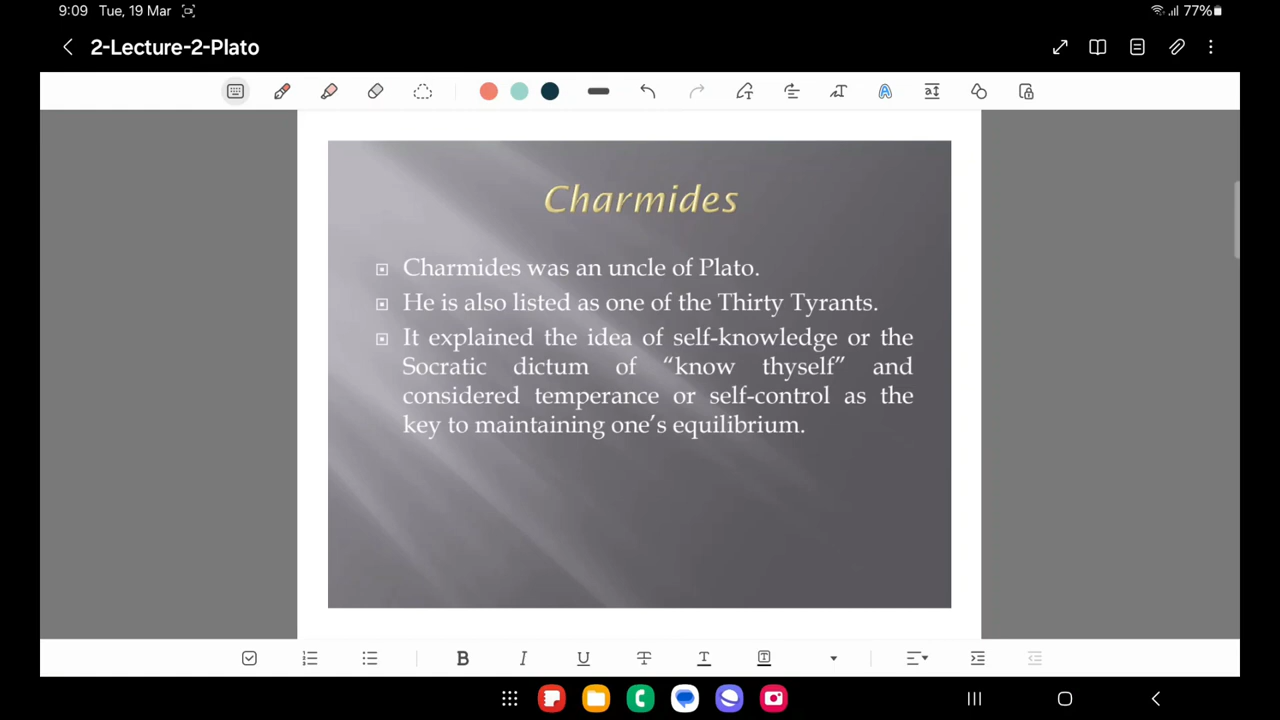 9:09 Tue, 19 Mar
77%
2-Lecture-2-Plato
Charmides
Charmides was an uncle of Plato.
He is also listed as one of the Thirty Tyrants.
It explained the idea of self-knowledge or the
Socratic dictum of “know thyself” and
considered temperance or self-control as the
key to maintaining one’s equilibrium.
B I U T T T